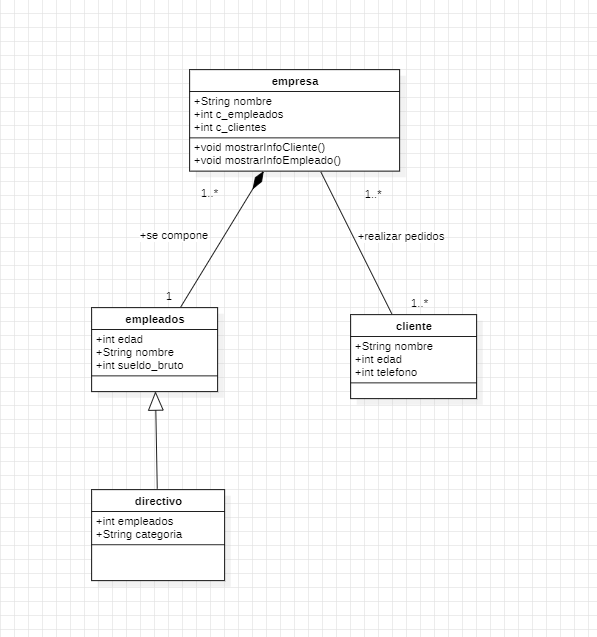 empresa
+String nombre
+int c_empleados
+int c_clientes
+void mostrarInfoCliente()
+void mostrarInfoEmpleado()
1..*
1..*
+se compone
+realizar pedidos
1
1..*
empleados
+int edad
+String nombre
+int sueldo_bruto
cliente
+String nombre
+int edad
+int telefono
directivo
+int empleados
+String categoria